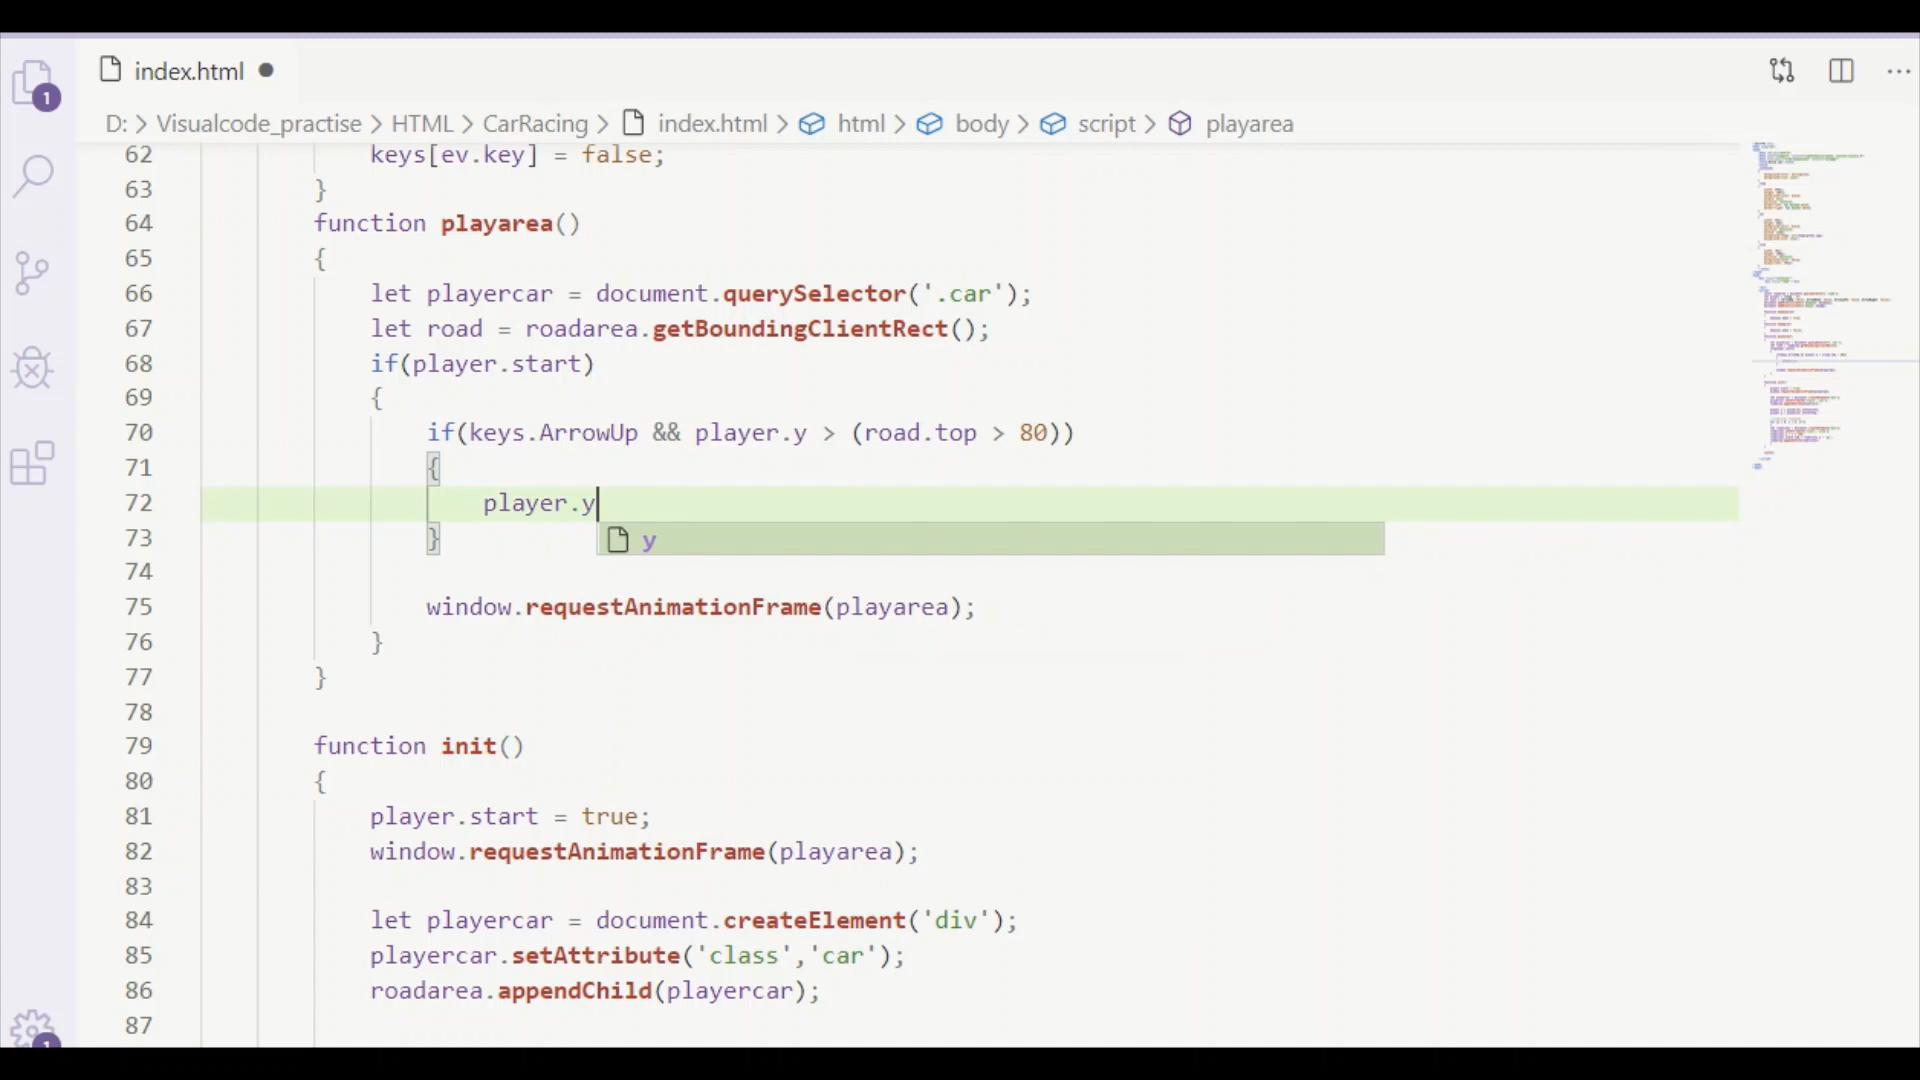 index.html
D: > Visualcode_practise > HTML > CarRacing > index.html > html > body > script > playarea
62 keys[ev.key] = false;
63 }
64 function playarea()
65 {
66 let playercar = document.querySelector('.car');
67 let road = roadarea.getBoundingClientRect();
68 if(player.start)
69 {
70 if(keys.ArrowUp && player.y > (road.top > 80))
71 {
72 player.y
73 }
y
74
75 window.requestAnimationFrame(playarea);
76 }
77 }
78
79 function init()
80 {
81 player.start = true;
82 window.requestAnimationFrame(playarea);
83
84 let playercar = document.createElement('div');
85 playercar.setAttribute('class','car');
86 roadarea.appendChild(playercar);
87
1
1